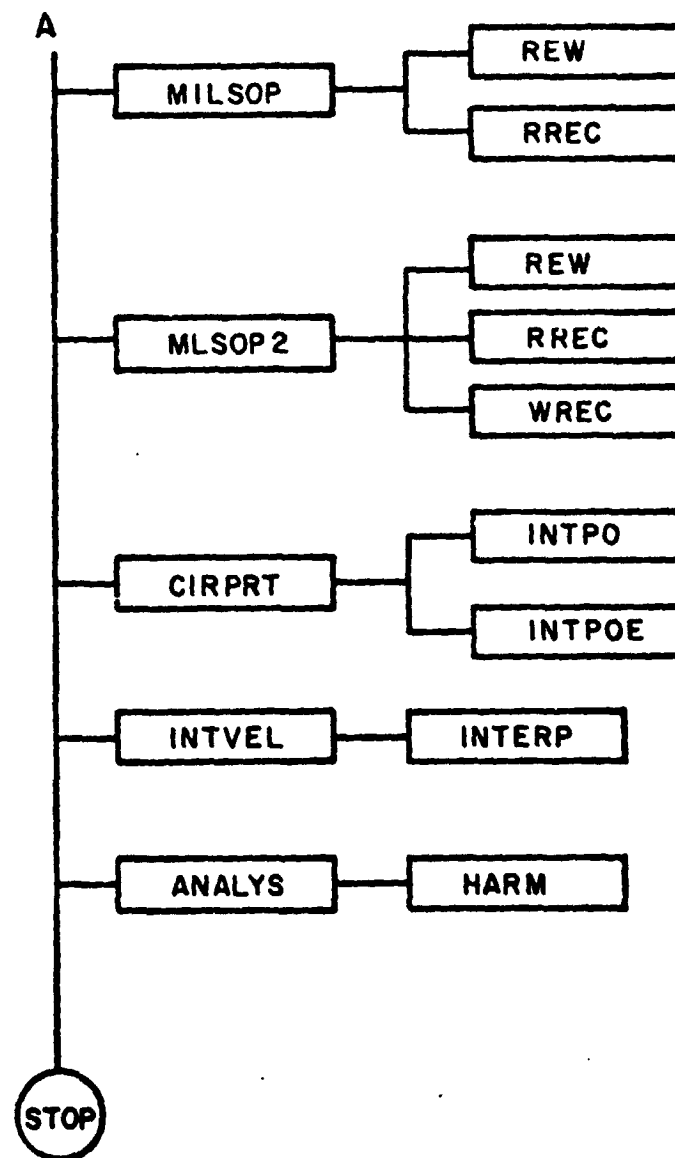 A
MILSOP
REW
RREC
MLSOP2
REW
RREC
WREC
CIRPRT
INTPO
INTPOE
INTVEL
INTERP
ANALYS
HARM
STOP